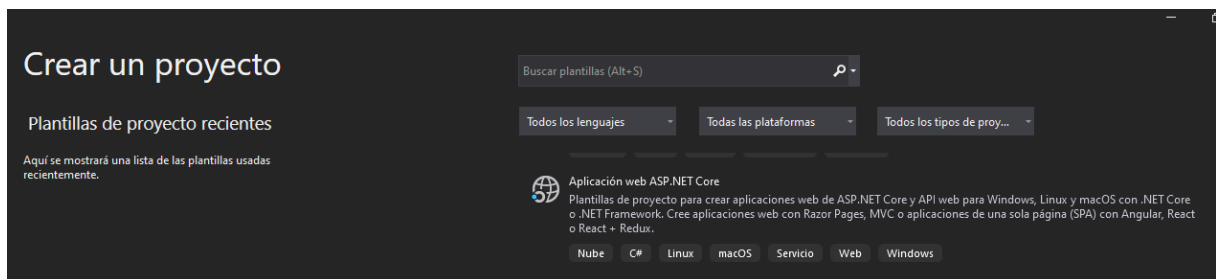 Crear un proyecto
Buscar plantillas (Alt+S)
Plantillas de proyecto recientes
Todos los lenguajes
Todas las plataformas
Todos los tipos de proy...
Aquí se mostrará una lista de las plantillas usadas
recientemente.
Aplicación web ASP.NET Core
Plantillas de proyecto para crear aplicaciones web de ASP.NET Core y API web para Windows, Linux y macOS con .NET Core
o .NET Framework. Cree aplicaciones web con Razor Pages, MVC o aplicaciones de una sola página (SPA) con Angular, React
o React + Redux.
Nube C# Linux macOS Servicio Web Windows